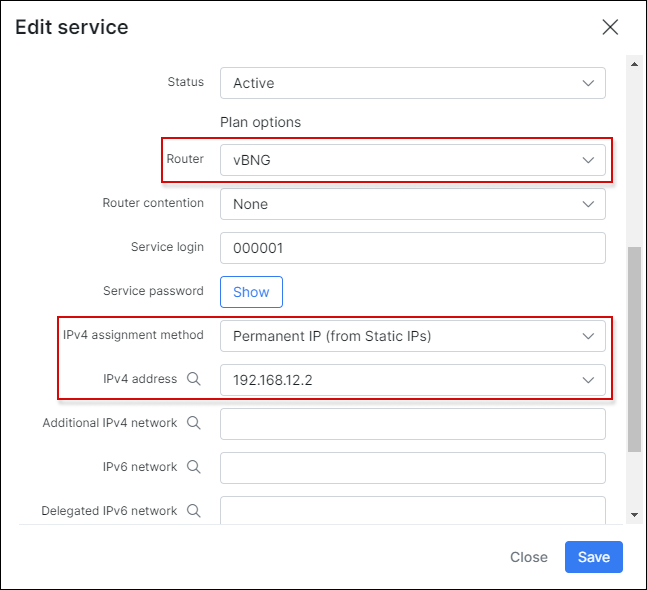 Edit service
Status Active
Plan options
Router vBNG
Router contention None
Service login 000001
Service password Show
IPv4 assignment method Permanent IP (from Static IPs)
IPv4 address 192.168.12.2
Additional IPv4 network
IPv6 network
Delegated IPv6 network
Close Save